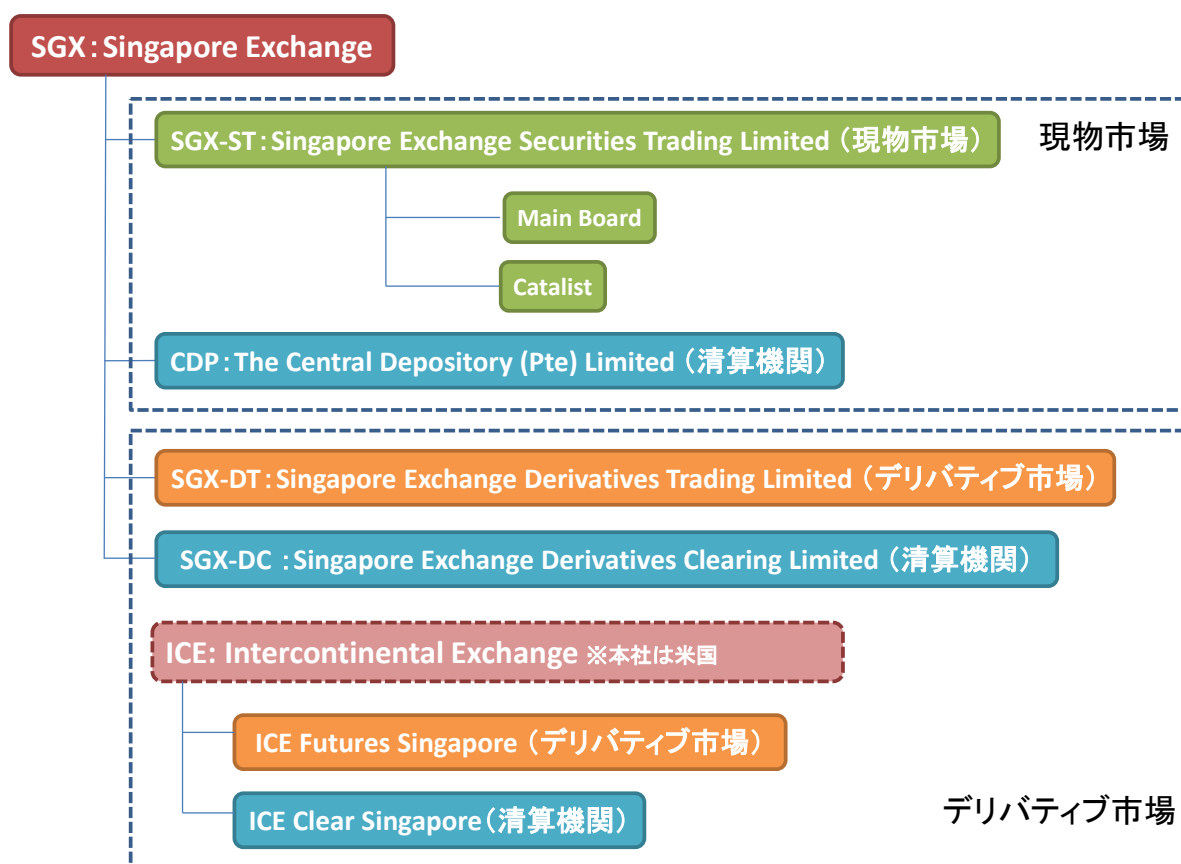 SGX：Singapore Exchange
SGX-ST：Singapore Exchange Securities Trading Limited（現物市場）
現物市場
Main Board
Catalist
CDP：The Central Depository (Pte) Limited（清算機関）
SGX-DT：Singapore Exchange Derivatives Trading Limited（デリバティブ市場）
SGX-DC ：Singapore Exchange Derivatives Clearing Limited（清算機関）
ICE: Intercontinental Exchange ※本社は米国
ICE Futures Singapore（デリバティブ市場）
ICE Clear Singapore（清算機関）
デリバティブ市場